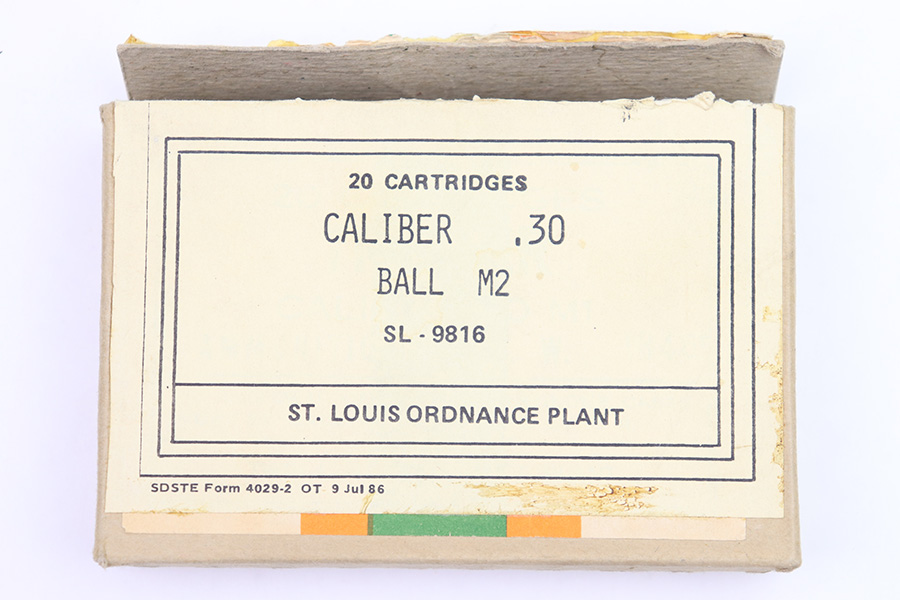 20 CARTRIDGES
CALIBER .30
BALL M2
SL - 9816
ST. LOUIS ORDNANCE PLANT
SDSTE Form 4029-2 OT 9 Jul 86